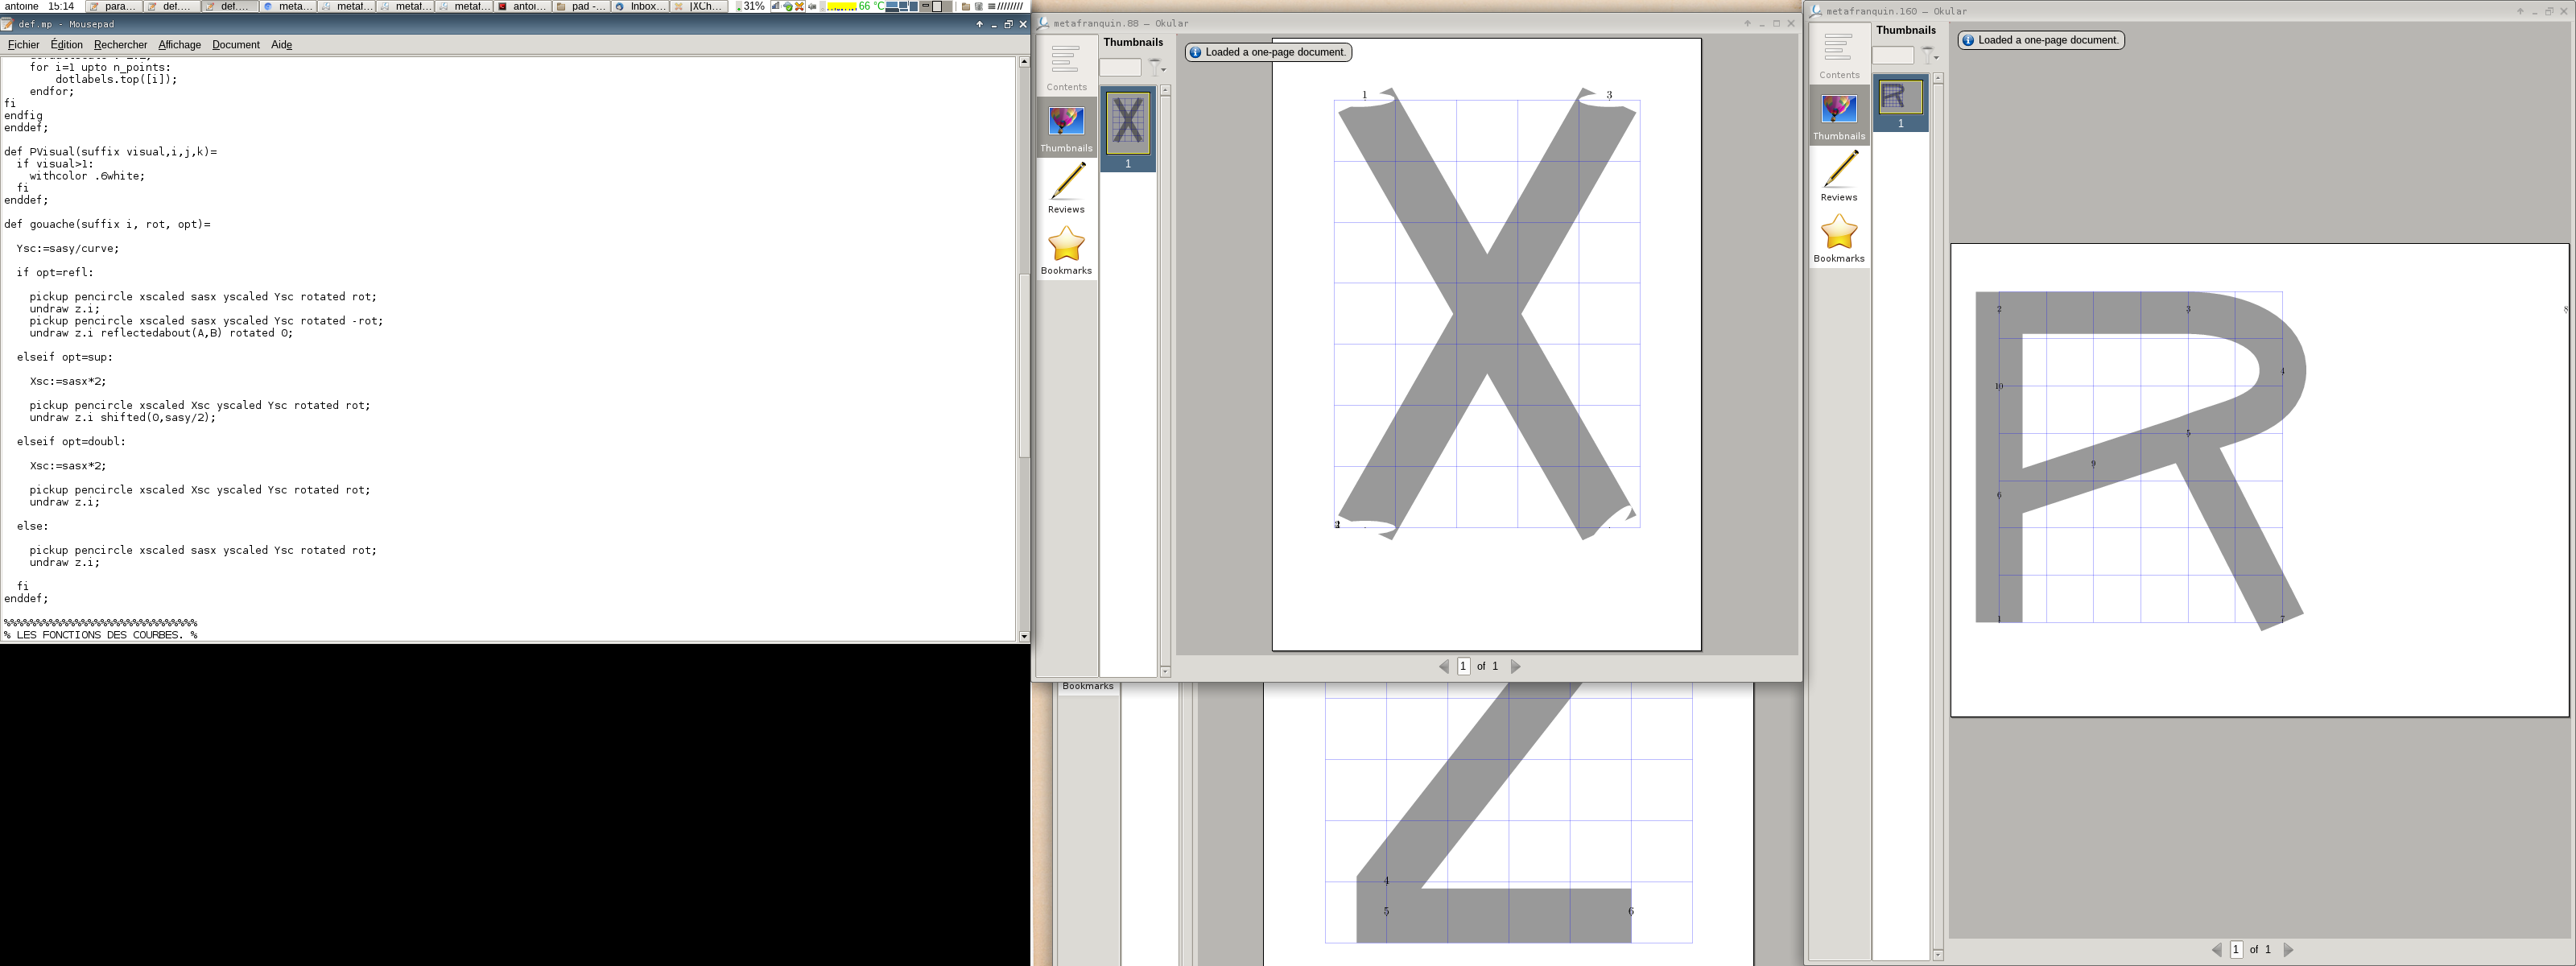 antoine 15:14 para... def.... def.... meta... metaf... metaf... metaf... antoi... pad -... Inbox... |XCh... 31% 66 °C
def.mp - Mousepad
Fichier Édition Rechercher Affichage Document Aide
for i=1 upto n_points:
dotlabels.top([i]);
endfor;
fi
endfig
enddef;
def PVisual(suffix visual,i,j,k)=
if visual>1:
withcolor .6white;
fi
enddef;
def gouache(suffix i, rot, opt)=
Ysc:=sasy/curve;
if opt=refl:
pickup pencircle xscaled sasx yscaled Ysc rotated rot;
undraw z.i;
pickup pencircle xscaled sasx yscaled Ysc rotated -rot;
undraw z.i reflectedabout(A,B) rotated 0;
elseif opt=sup:
Xsc:=sasx*2;
pickup pencircle xscaled Xsc yscaled Ysc rotated rot;
undraw z.i shifted(0,sasy/2);
elseif opt=doubl:
Xsc:=sasx*2;
pickup pencircle xscaled Xsc yscaled Ysc rotated rot;
undraw z.i;
else:
pickup pencircle xscaled sasx yscaled Ysc rotated rot;
undraw z.i;
fi
enddef;
%%%%%%%%%%%%%%%%%%%%%%%%%%%%%%
% LES FONCTIONS DES COURBES. %
metafranquin.88 – Okular
Contents
Thumbnails
Reviews
Bookmarks
Thumbnails
1
Loaded a one-page document.
1
3
X
1 of 1
Bookmarks
4
5
6
metafranquin.160 – Okular
Contents
Thumbnails
Reviews
Bookmarks
Thumbnails
1
Loaded a one-page document.
R
2
3
8
4
10
5
9
6
1
7
1 of 1